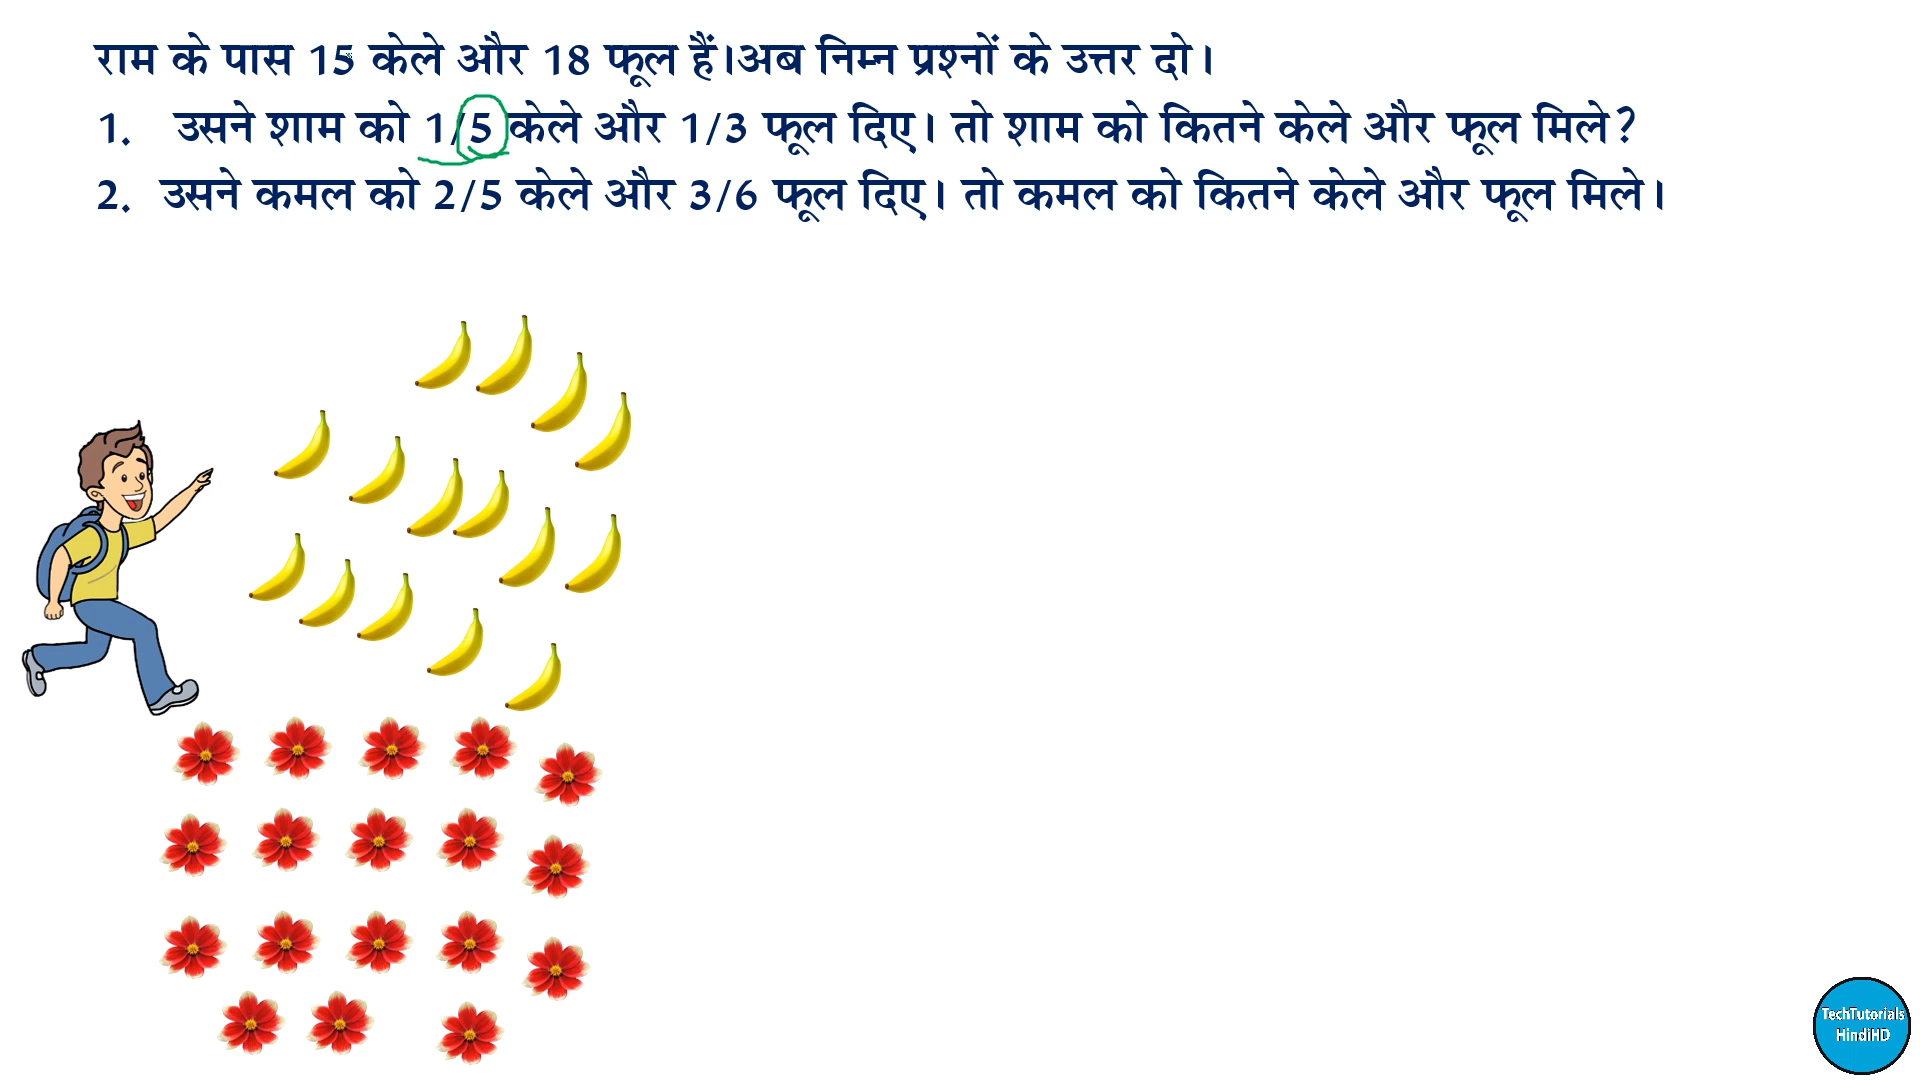 राम के पास 15 केले और 18 फूल हैं।अब निम्न प्रश्नों के उत्तर दो।
1. उसने शाम को 1/5 केले और 1/3 फूल दिए। तो शाम को कितने केले और फूल मिले?
2. उसने कमल को 2/5 केले और 3/6 फूल दिए। तो कमल को कितने केले और फूल मिले।
TechTutorials
HindiHD